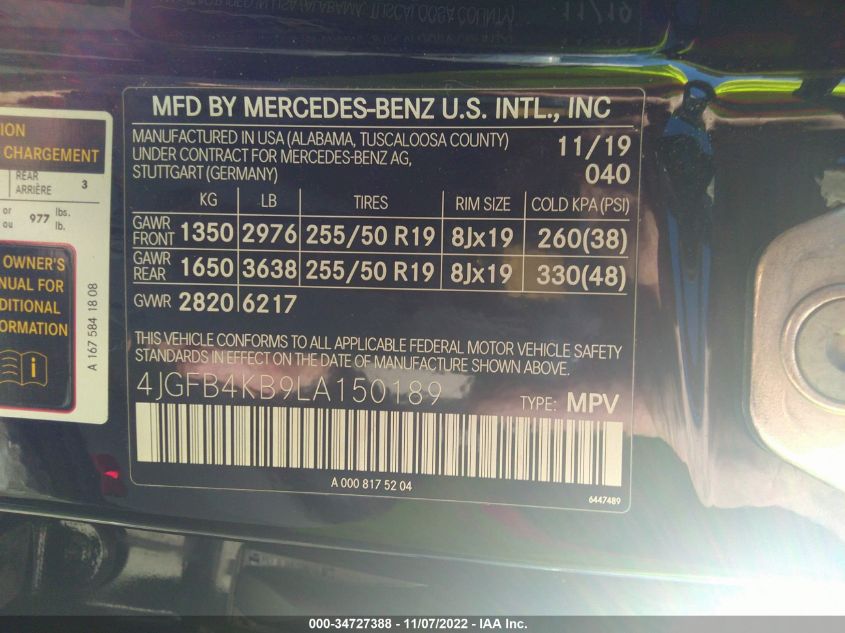 MFD BY MERCEDES-BENZ U.S. INTL., INC
MANUFACTURED IN USA (ALABAMA, TUSCALOOSA COUNTY) 11/19
UNDER CONTRACT FOR MERCEDES-BENZ AG,
STUTTGART (GERMANY) 040
KG LB TIRES RIM SIZE COLD KPA(PSI)
GAWR FRONT 1350 2976 255/50 R19 8Jx19 260(38)
GAWR REAR 1650 3638 255/50 R19 8Jx19 330(48)
GVWR 2820 6217
THIS VEHICLE CONFORMS TO ALL APPLICABLE FEDERAL MOTOR VEHICLE SAFETY
STANDARDS IN EFFECT ON THE DATE OF MANUFACTURE SHOWN ABOVE.
4JGFB4KB9LA150189 TYPE: MPV
A 000 817 52 04
6447489
CHARGEMENT
REAR
ARRIÈRE 3
or
ou 977 lbs.
lb.
OWNER'S
FOR
A 167 584 18 08
i
000-34727388 - 11/07/2022 - IAA Inc.